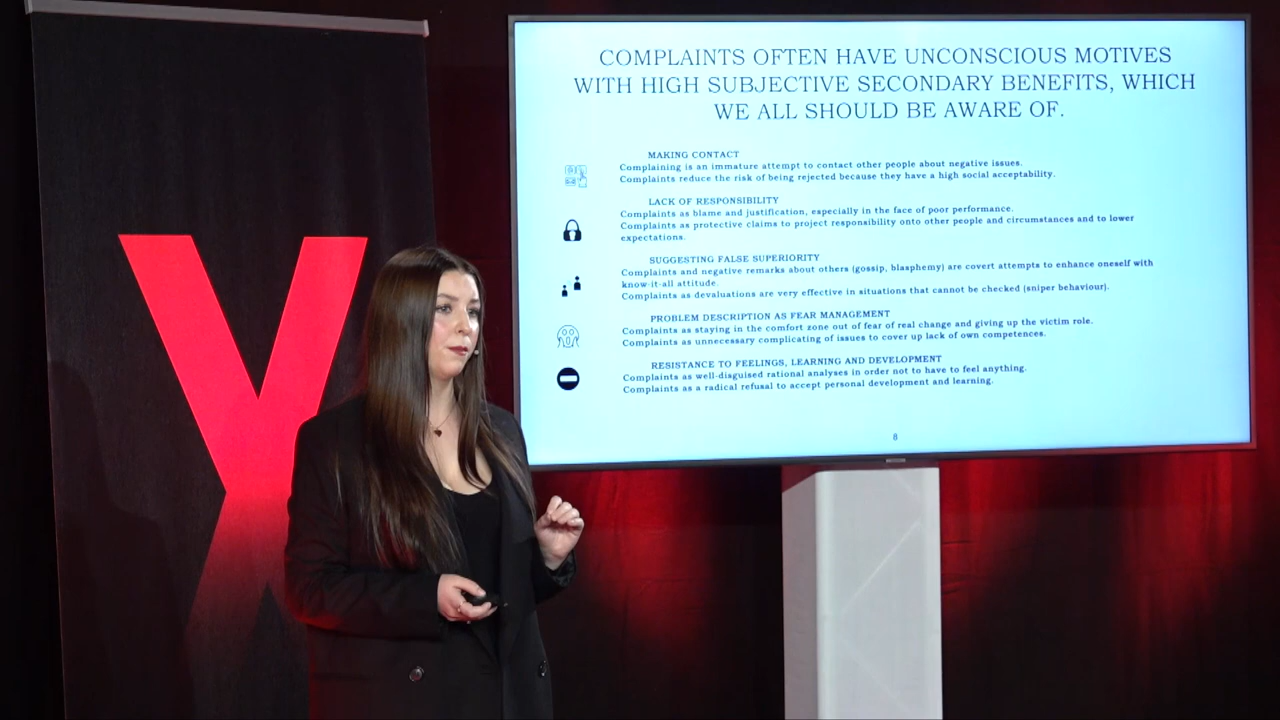 COMPLAINTS OFTEN HAVE UNCONSCIOUS MOTIVES
WITH HIGH SUBJECTIVE SECONDARY BENEFITS, WHICH
WE ALL SHOULD BE AWARE OF.
MAKING CONTACT
Complaining is an immature attempt to contact other people about negative issues.
Complaints reduce the risk of being rejected because they have a high social acceptability.
LACK OF RESPONSIBILITY
Complaints as blame and justification, especially in the face of poor performance.
Complaints as protective claims to project responsibility onto other people and circumstances and to lower
expectations.
SUGGESTING FALSE SUPERIORITY
Complaints and negative remarks about others (gossip, blasphemy) are covert attempts to enhance oneself with
know-it-all attitude.
Complaints as devaluations are very effective in situations that cannot be checked (sniper behaviour).
PROBLEM DESCRIPTION AS FEAR MANAGEMENT
Complaints as staying in the comfort zone out of fear of real change and giving up the victim role.
Complaints as unnecessary complicating of issues to cover up lack of own competences.
RESISTANCE TO FEELINGS, LEARNING AND DEVELOPMENT
Complaints as well-disguised rational analyses in order not to have to feel anything.
Complaints as a radical refusal to accept personal development and learning.
8